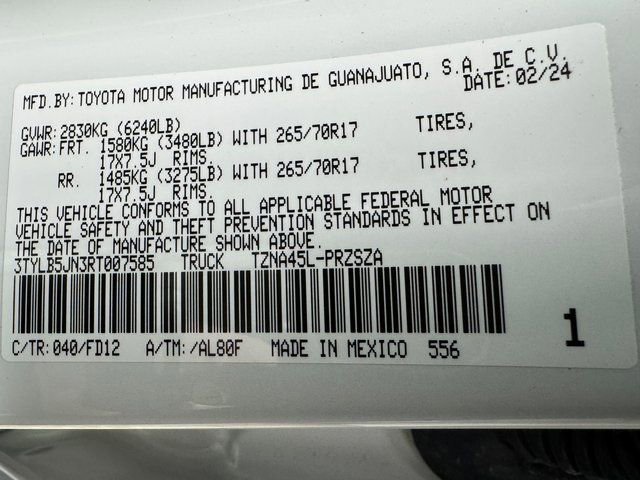 MFD.BY: TOYOTA MOTOR MANUFACTURING DE GUANAJUATO, S.A. DE C.V.
DATE: 02/24
GVWR: 2830KG (6240LB)
GAWR: FRT. 1580KG (3480LB) WITH 265/70R17 TIRES,
17X7.5J RIMS.
RR. 1485KG (3275LB) WITH 265/70R17 TIRES,
17X7.5J RIMS.
THIS VEHICLE CONFORMS TO ALL APPLICABLE FEDERAL MOTOR
VEHICLE SAFETY AND THEFT PREVENTION STANDARDS IN EFFECT ON
THE DATE OF MANUFACTURE SHOWN ABOVE.
3TYLB5JN3RT007585 TRUCK TZNA45L-PRZSZA
1
C/TR: 040/FD12 A/TM: /AL80F MADE IN MEXICO 556